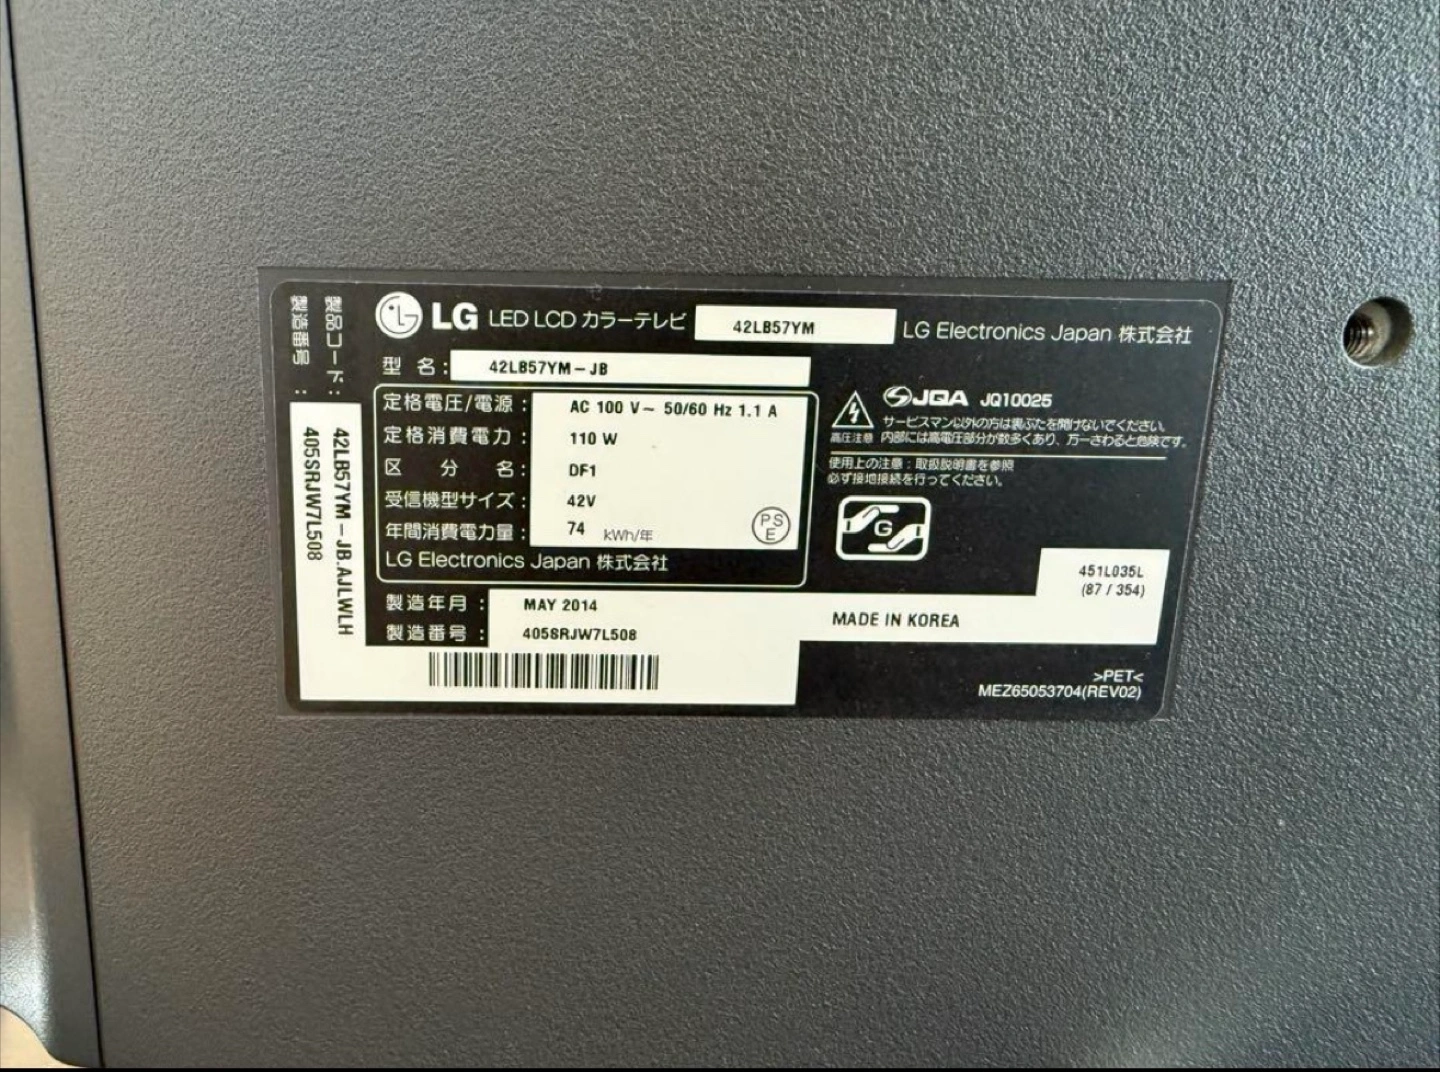 LG LED LCD カラーテレビ 42LB57YM LG Electronics Japan 株式会社
型 名: 42LB57YM-JB
定格電圧/電源: AC 100 V~ 50/60 Hz 1.1 A
定格消費電力: 110 W
区 分 名: DF1
受信機型サイズ: 42V
年間消費電力量: 74 kWh/年
PS
E
LG Electronics Japan 株式会社
製造年月: MAY 2014
製造番号: 405SRJW7L508
MADE IN KOREA
JQA JQ10025
高圧注意
サービスマン以外の方は裏ぶたを開けないでください。
内部には高電圧部分が数多くあり、万一さわると危険です。
使用上の注意:取扱説明書を参照
必ず接地接続を行ってください。
G
451L035L
(87 / 354)
>PET<
MEZ65053704(REV02)
製品コード: 42LB57YM-JB.AJLWLH
製造番号: 405SRJW7L508